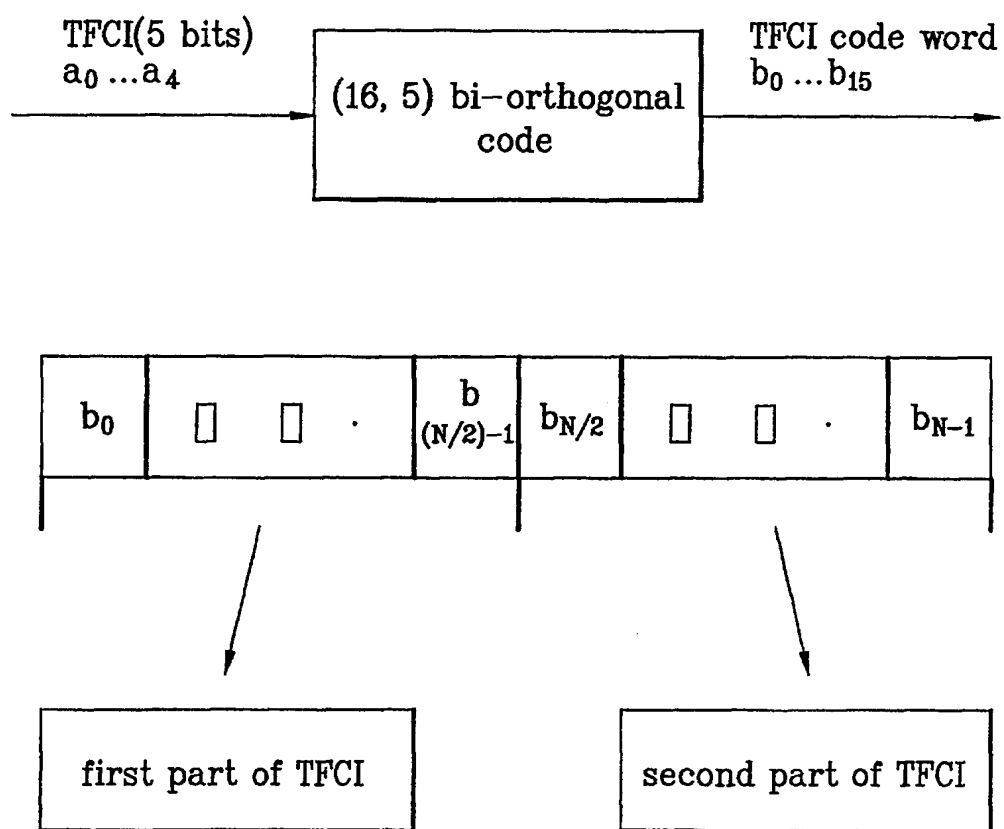 TFCI(5 bits)
a0 ...a4
(16, 5) bi-orthogonal
code
TFCI code word
b0 ...b15
b0
▯ ▯ ·
b
(N/2)-1
bN/2
▯ ▯ ·
bN-1
first part of TFCI
second part of TFCI